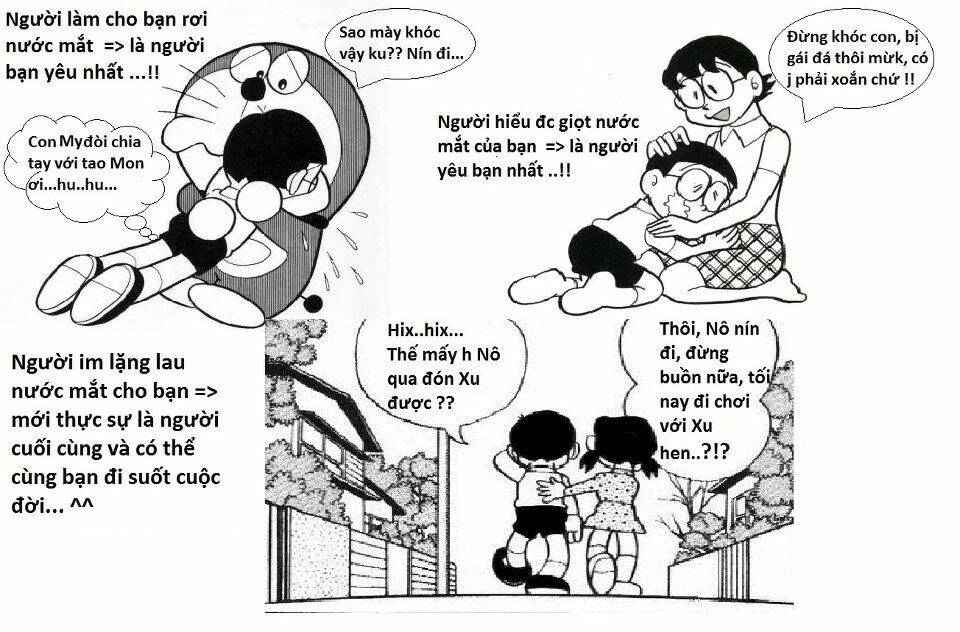 Người làm cho bạn rơi
nước mắt => là người
bạn yêu nhất ...!!
Sao mày khóc
vậy ku?? Nín đi...
Con My đòi chia
tay với tao Mon
ơi...hu..hu...
Đừng khóc con, bị
gái đá thôi mừk, có
j phải xoắn chứ !!
Người hiểu đc giọt nước
mắt của bạn => là người
yêu bạn nhất ..!!
Người im lặng lau
nước mắt cho bạn =>
mới thực sự là người
cuối cùng và có thể
cùng bạn đi suốt cuộc
đời... ^^
Hix..hix...
Thế mấy h Nô
qua đón Xu
được ??
Thôi, Nô nín
đi, đừng
buồn nữa, tối
nay đi chơi
với Xu
hen..?!?